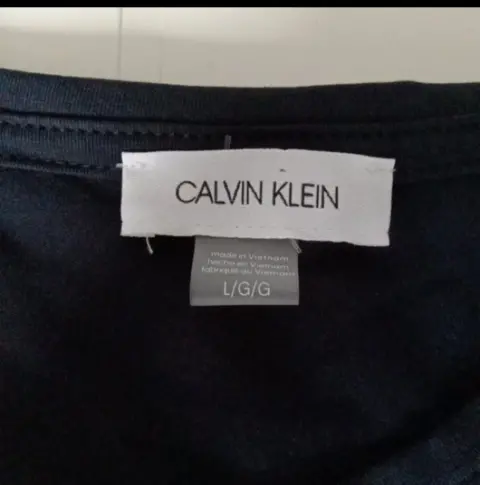 CALVIN KLEIN
made in Vietnam
hecho en Vietnam
fabriqué au Vietnam
L/G/G